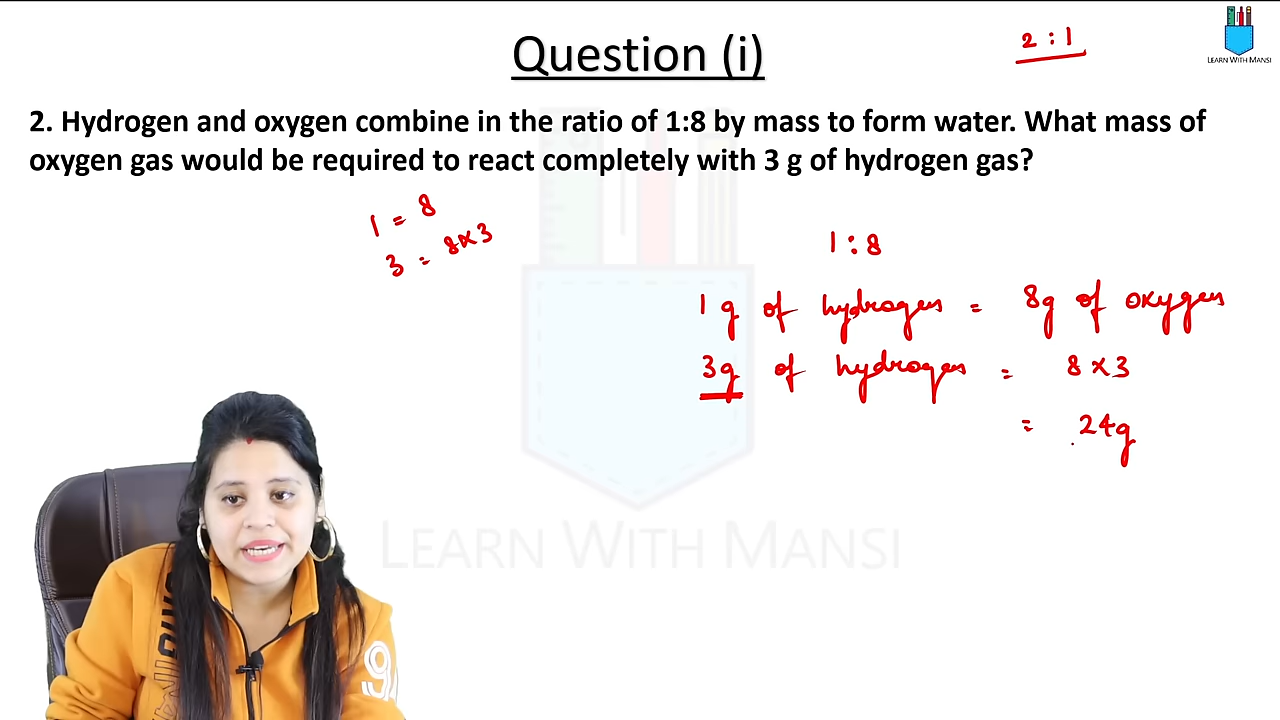 Question (i)
2 : 1
LEARN WITH MANSI
2. Hydrogen and oxygen combine in the ratio of 1:8 by mass to form water. What mass of
oxygen gas would be required to react completely with 3 g of hydrogen gas?
1 = 8
3 = 8×3
1 : 8
1 g of hydrogen = 8g of oxygen
3g of hydrogen = 8 × 3
= 24g
LEARN WITH MANSI